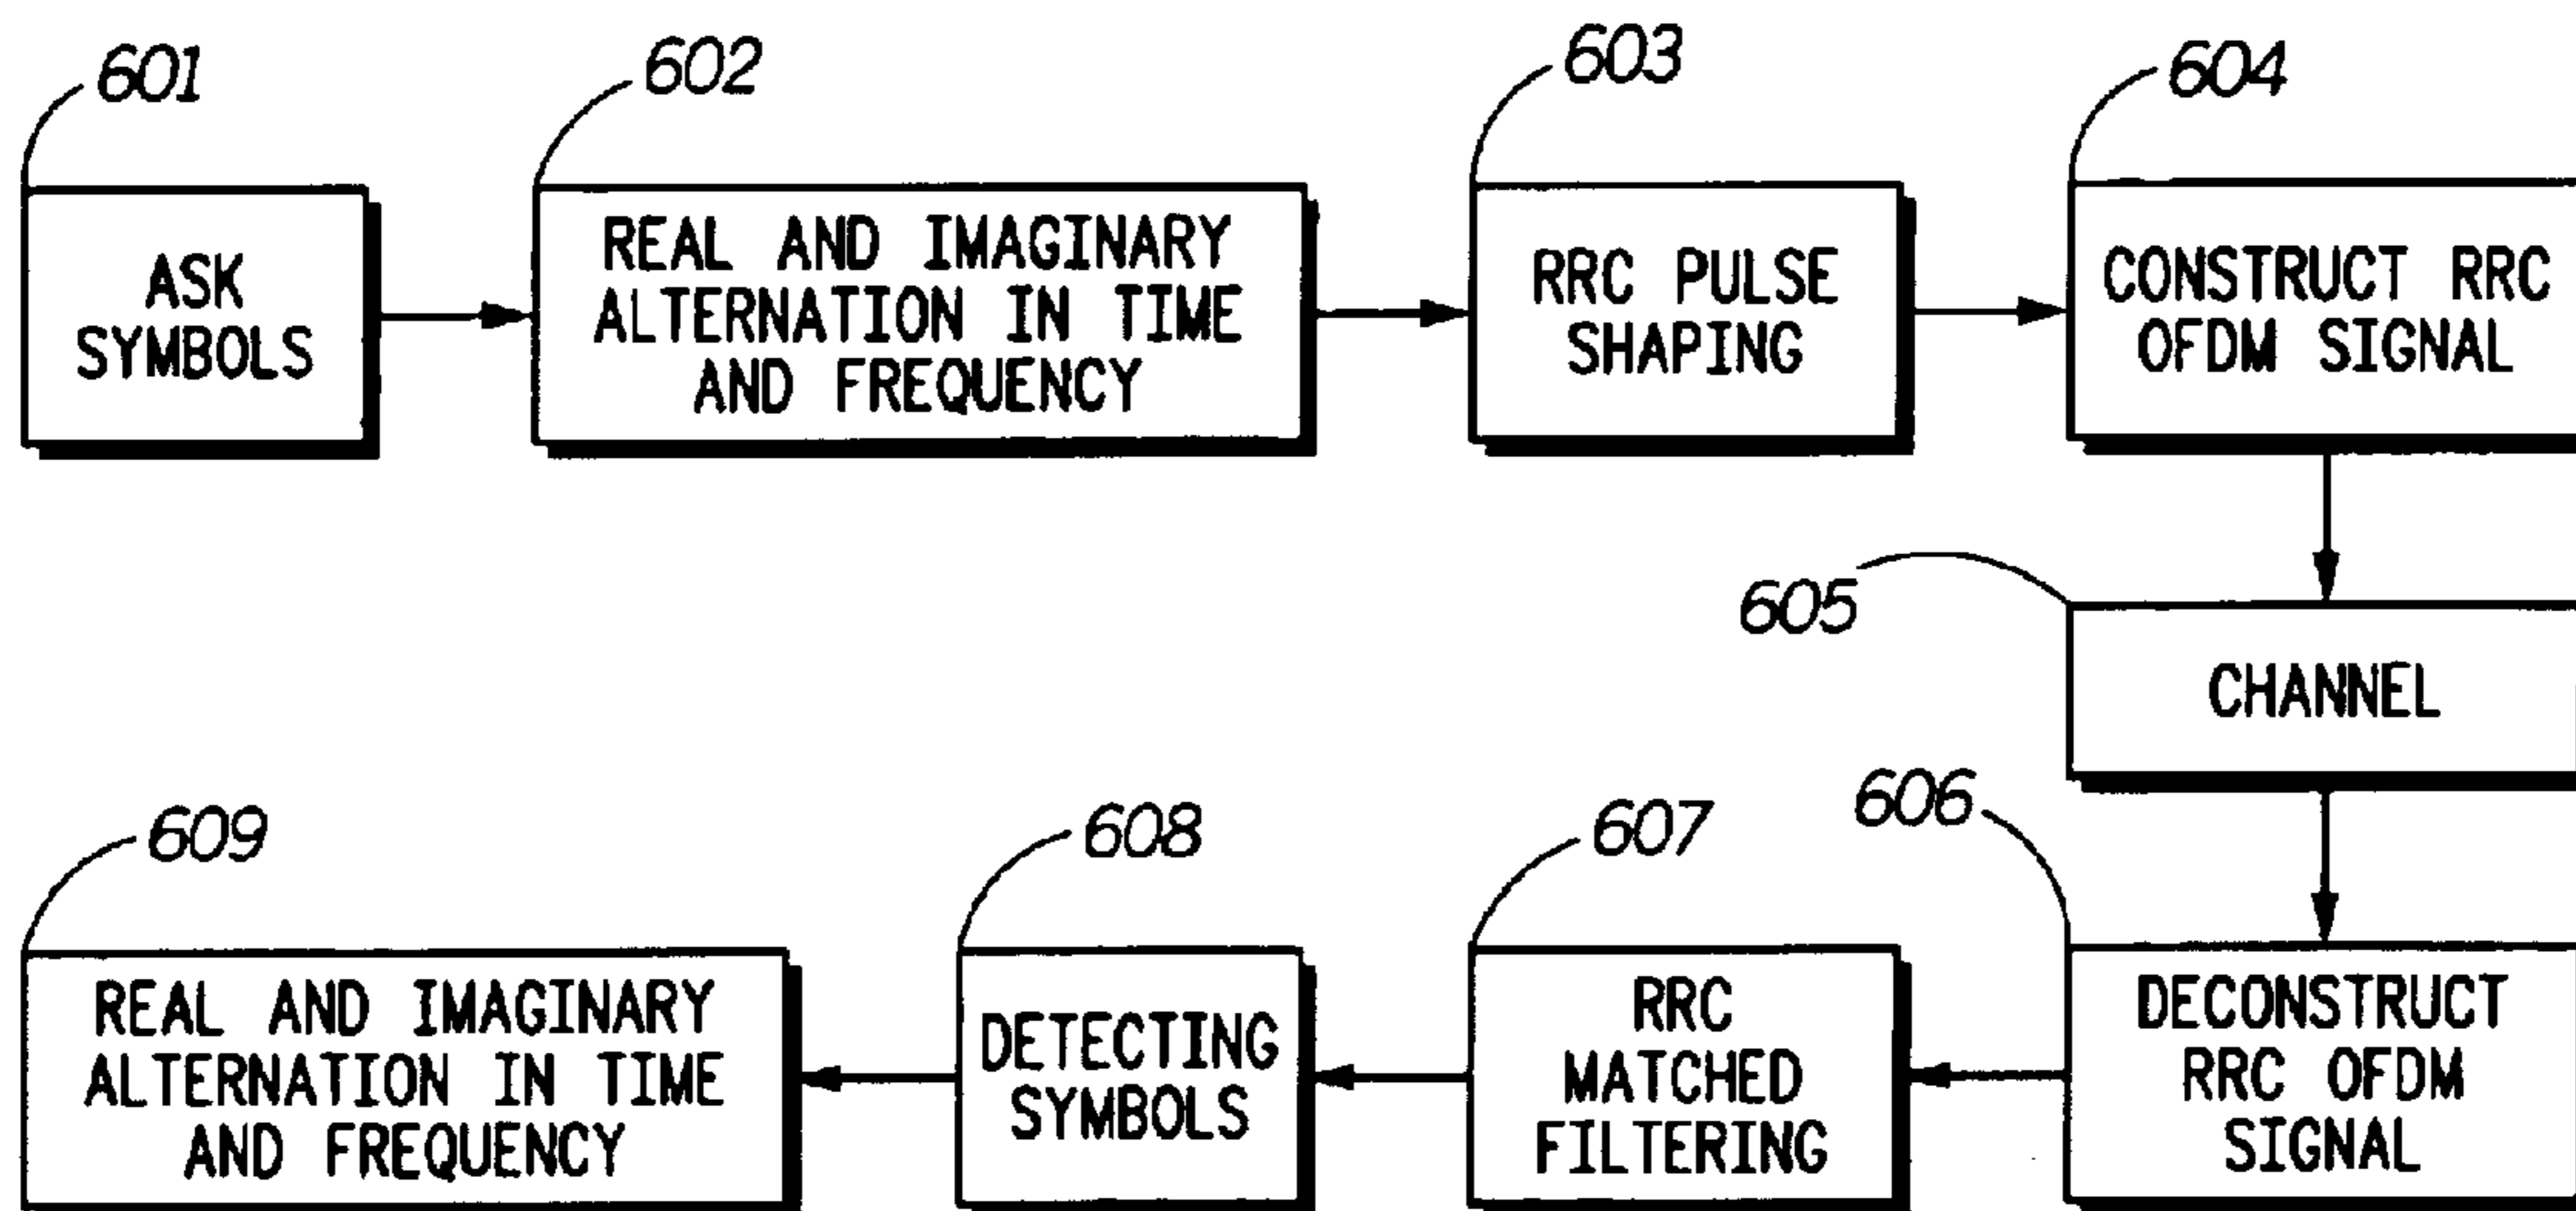 601
602
603
604
ASK
SYMBOLS
REAL AND IMAGINARY
ALTERNATION IN TIME
AND FREQUENCY
RRC PULSE
SHAPING
CONSTRUCT RRC
OFDM SIGNAL
605
CHANNEL
606
607
608
609
DECONSTRUCT
RRC OFDM
SIGNAL
RRC
MATCHED
FILTERING
DETECTING
SYMBOLS
REAL AND IMAGINARY
ALTERNATION IN TIME
AND FREQUENCY